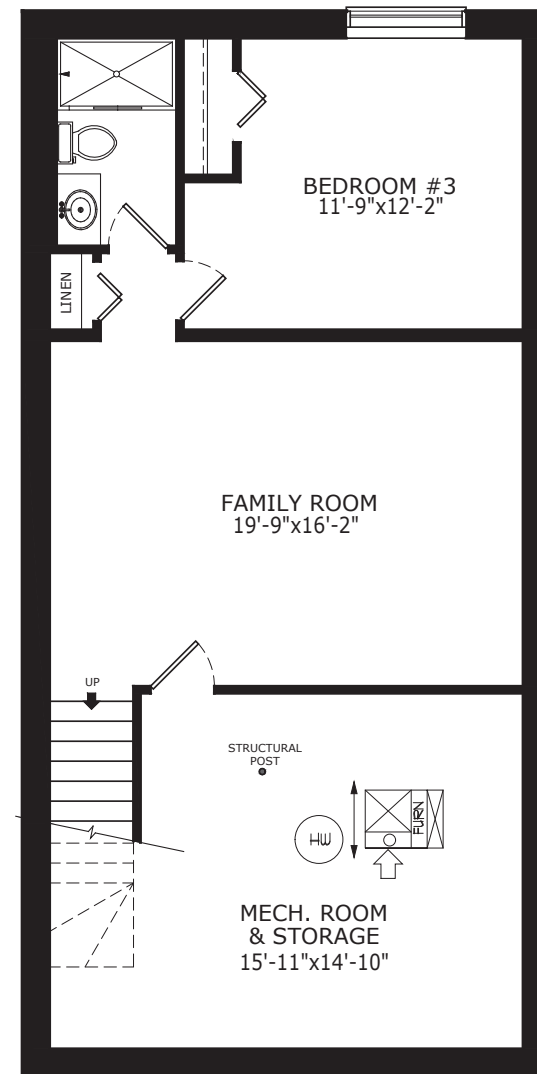 BEDROOM #3
11'-9"x12'-2"
LINEN
FAMILY ROOM
19'-9"x16'-2"
UP
STRUCTURAL
POST
FURN
HW
MECH. ROOM
& STORAGE
15'-11"x14'-10"